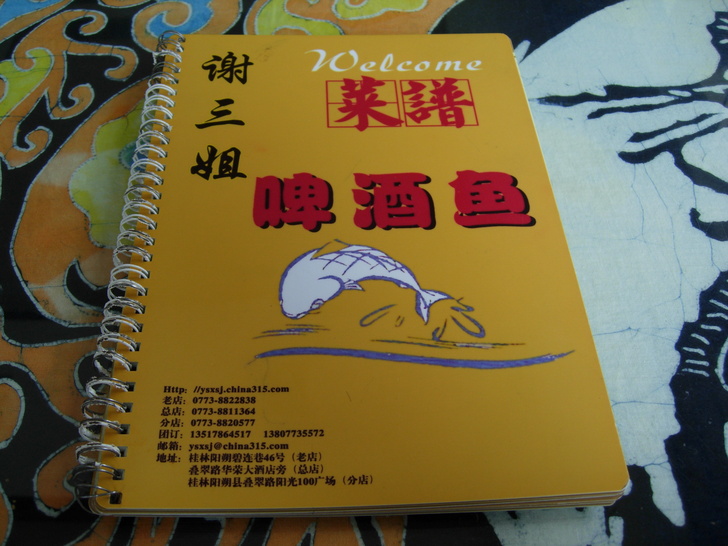 谢三姐
Welcome
菜譜
啤酒鱼
Http: //ysxsj.china315.com
老店: 0773-8822838
总店: 0773-8811364
分店: 0773-8820577
团订: 13517864517 13807735572
邮箱: ysxsj@china315.com
地址: 桂林阳朔碧连巷46号 (老店)
叠翠路华荣大酒店旁 (总店)
桂林阳朔县叠翠路阳光100广场 (分店)